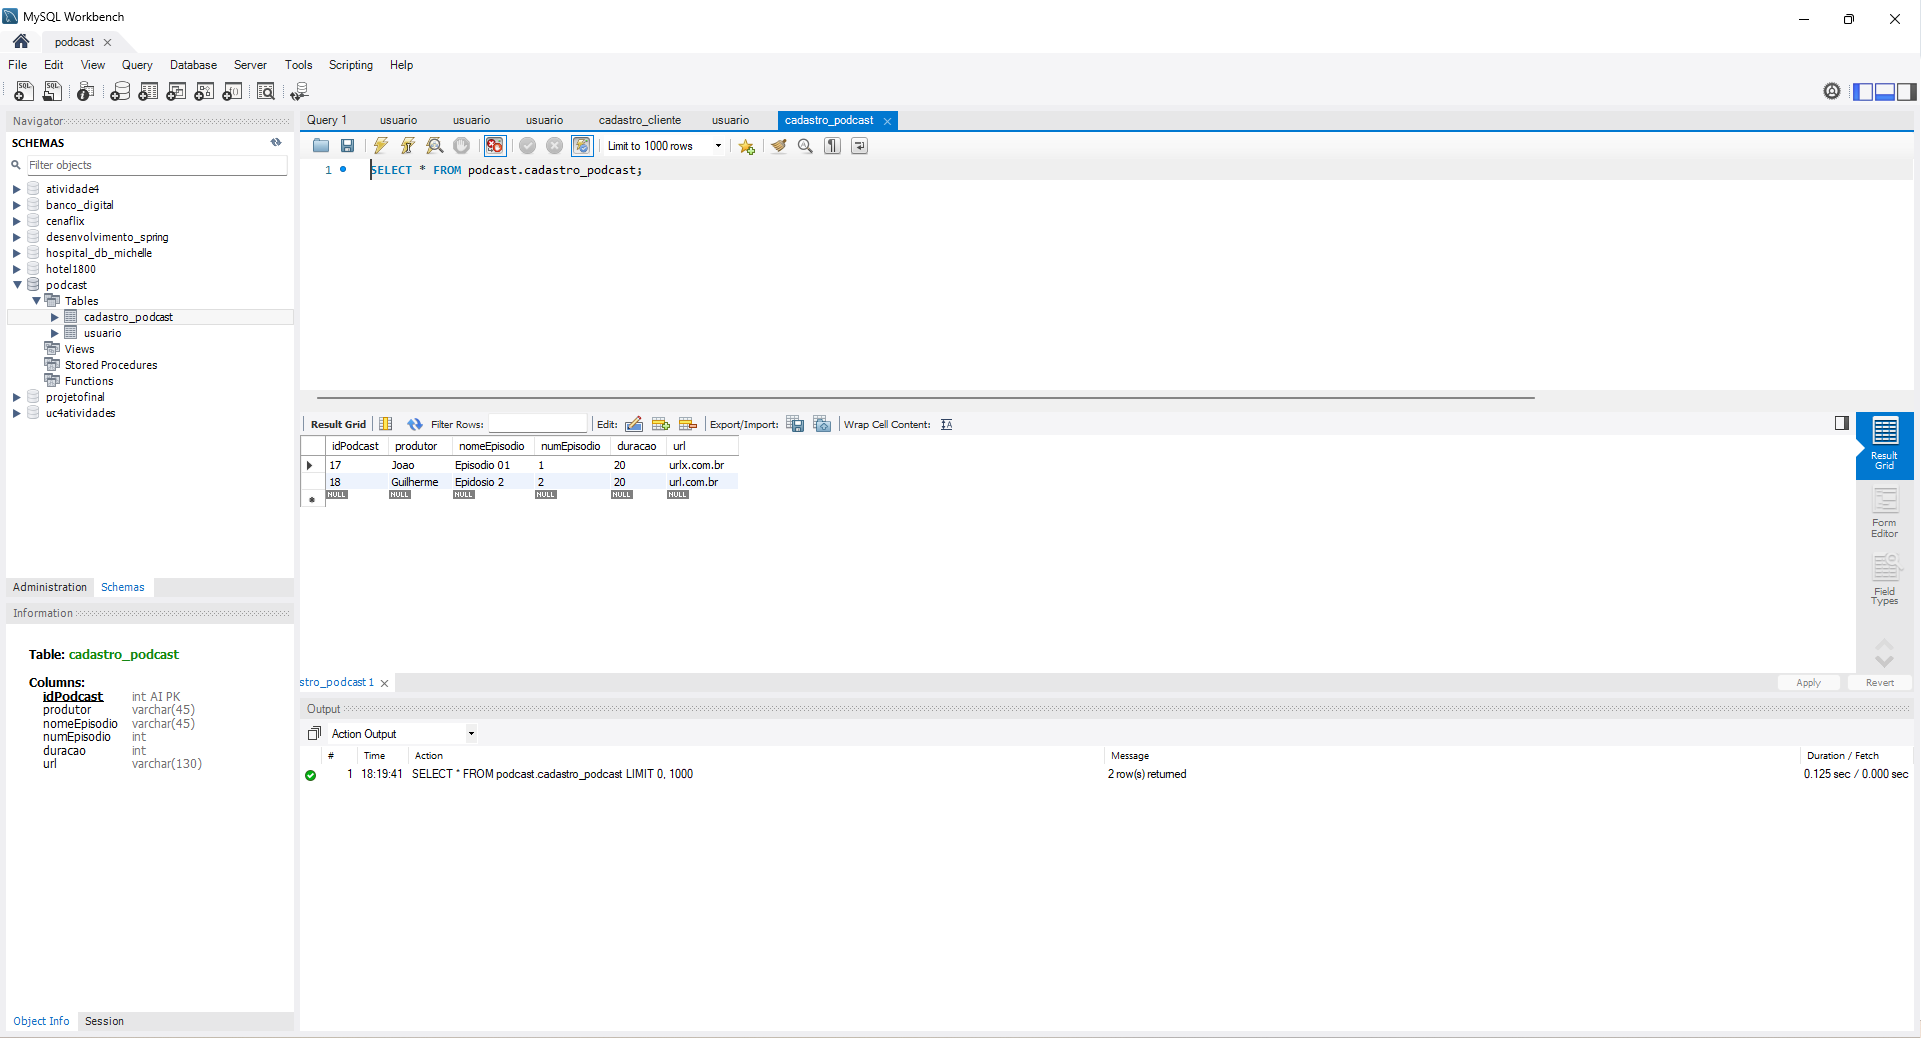 MySQL Workbench
podcast
File Edit View Query Database Server Tools Scripting Help
Navigator
SCHEMAS
Filter objects
atividade4
banco_digital
cenaflix
desenvolvimento_spring
hospital_db_michelle
hotel1800
podcast
Tables
cadastro_podcast
usuario
Views
Stored Procedures
Functions
projetofinal
uc4atividades
Administration Schemas
Information
Table: cadastro_podcast
Columns:
idPodcast int AI PK
produtor varchar(45)
nomeEpisodio varchar(45)
numEpisodio int
duracao int
url varchar(130)
Object Info Session
Query 1 usuario usuario usuario cadastro_cliente usuario cadastro_podcast
Limit to 1000 rows
1 SELECT * FROM podcast.cadastro_podcast;
Result Grid Filter Rows: Edit: Export/Import: Wrap Cell Content:
idPodcast produtor nomeEpisodio numEpisodio duracao url
17 Joao Episodio 01 1 20 urlx.com.br
18 Guilherme Epidosio 2 2 20 url.com.br
NULL NULL NULL NULL NULL NULL
Result Grid
Form Editor
Field Types
stro_podcast 1
Apply Revert
Output
Action Output
# Time Action Message Duration / Fetch
1 18:19:41 SELECT * FROM podcast.cadastro_podcast LIMIT 0, 1000 2 row(s) returned 0.125 sec / 0.000 sec